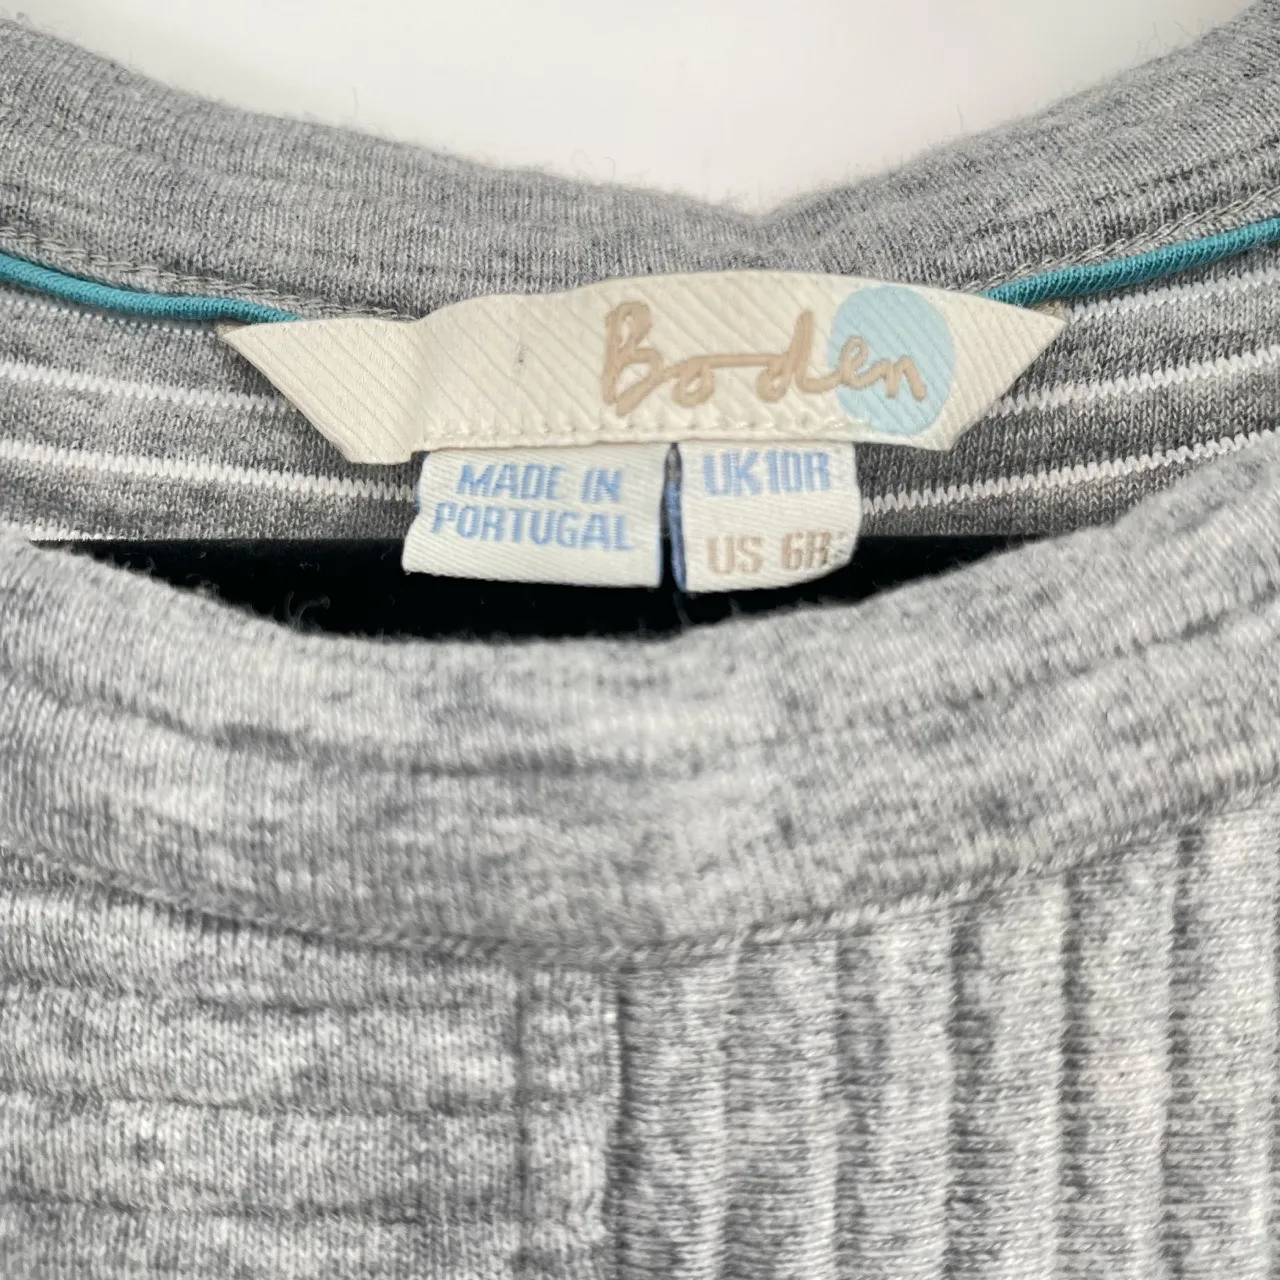 Boden
MADE IN
PORTUGAL
UK10R
US 6R